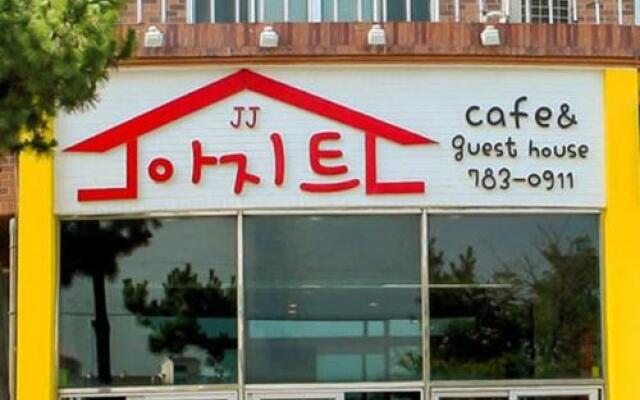 JJ
아지트
cafe&
guest house
783-0911